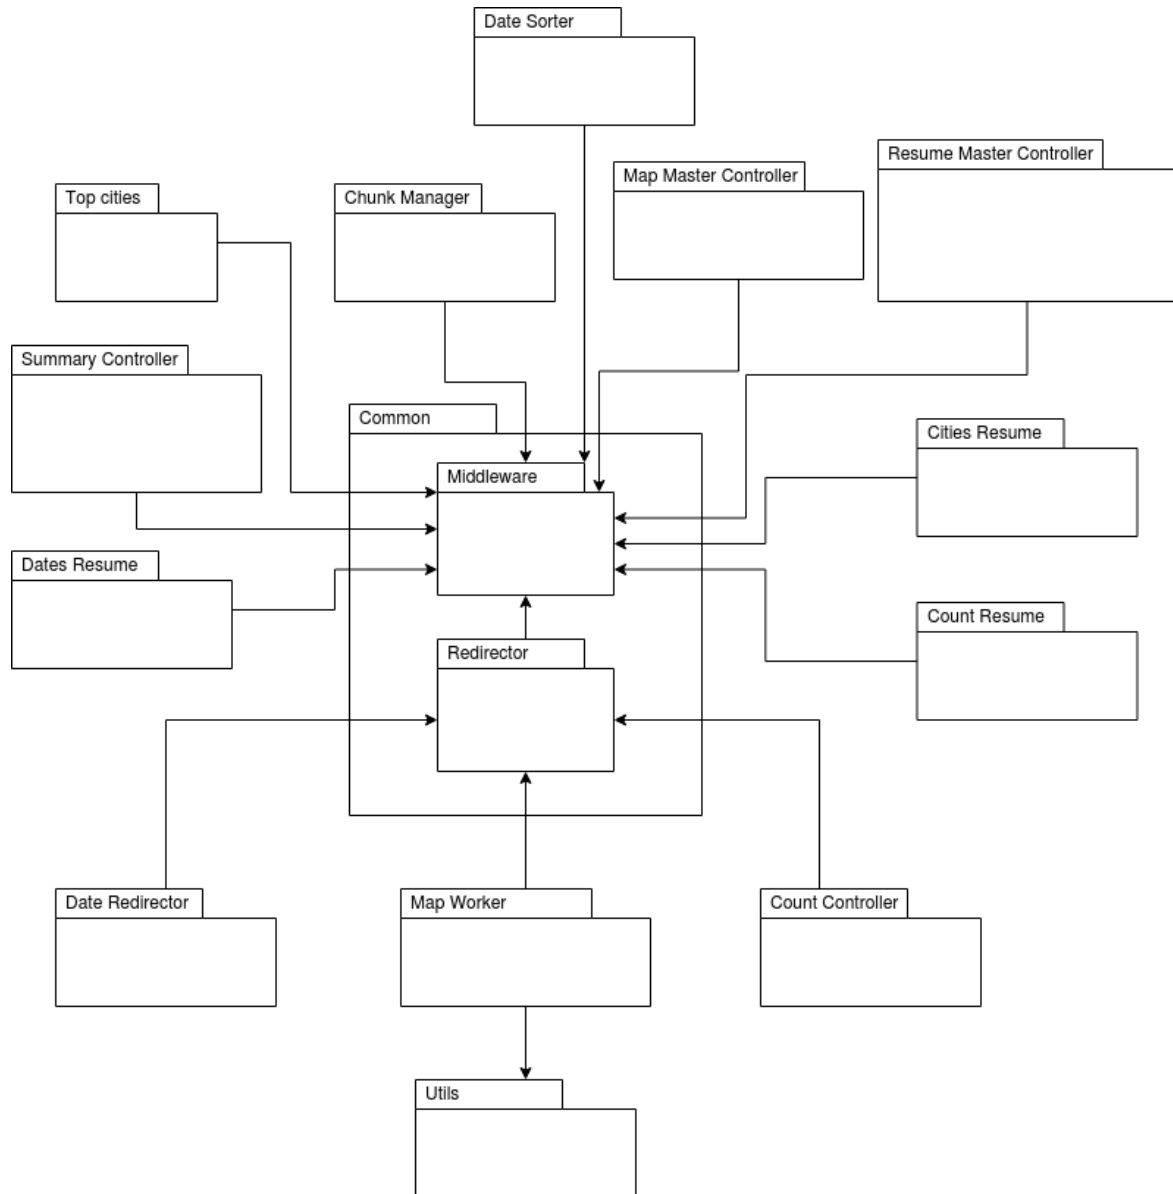 Date Sorter
Resume Master Controller
Map Master Controller
Top cities
Chunk Manager
Summary Controller
Common
Cities Resume
Middleware
Dates Resume
Count Resume
Redirector
Date Redirector
Map Worker
Count Controller
Utils